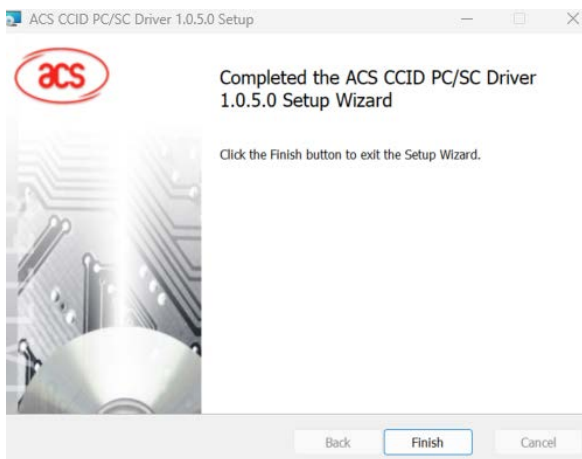 ACS CCID PC/SC Driver 1.0.5.0 Setup
acs
Completed the ACS CCID PC/SC Driver
1.0.5.0 Setup Wizard
Click the Finish button to exit the Setup Wizard.
Back
Finish
Cancel